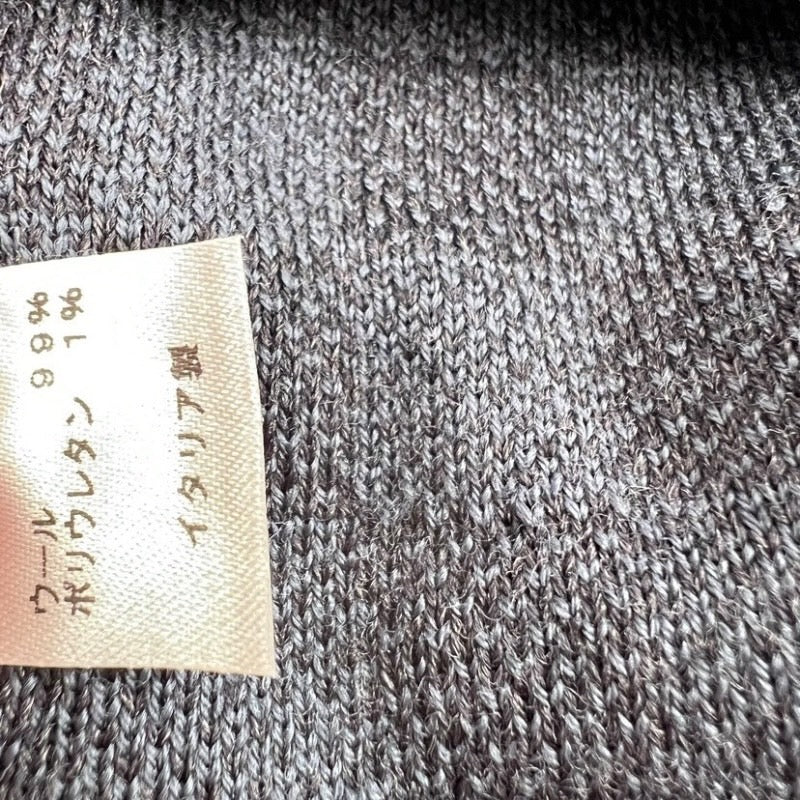 ウール 99%
ポリウレタン 1%
イタリア製